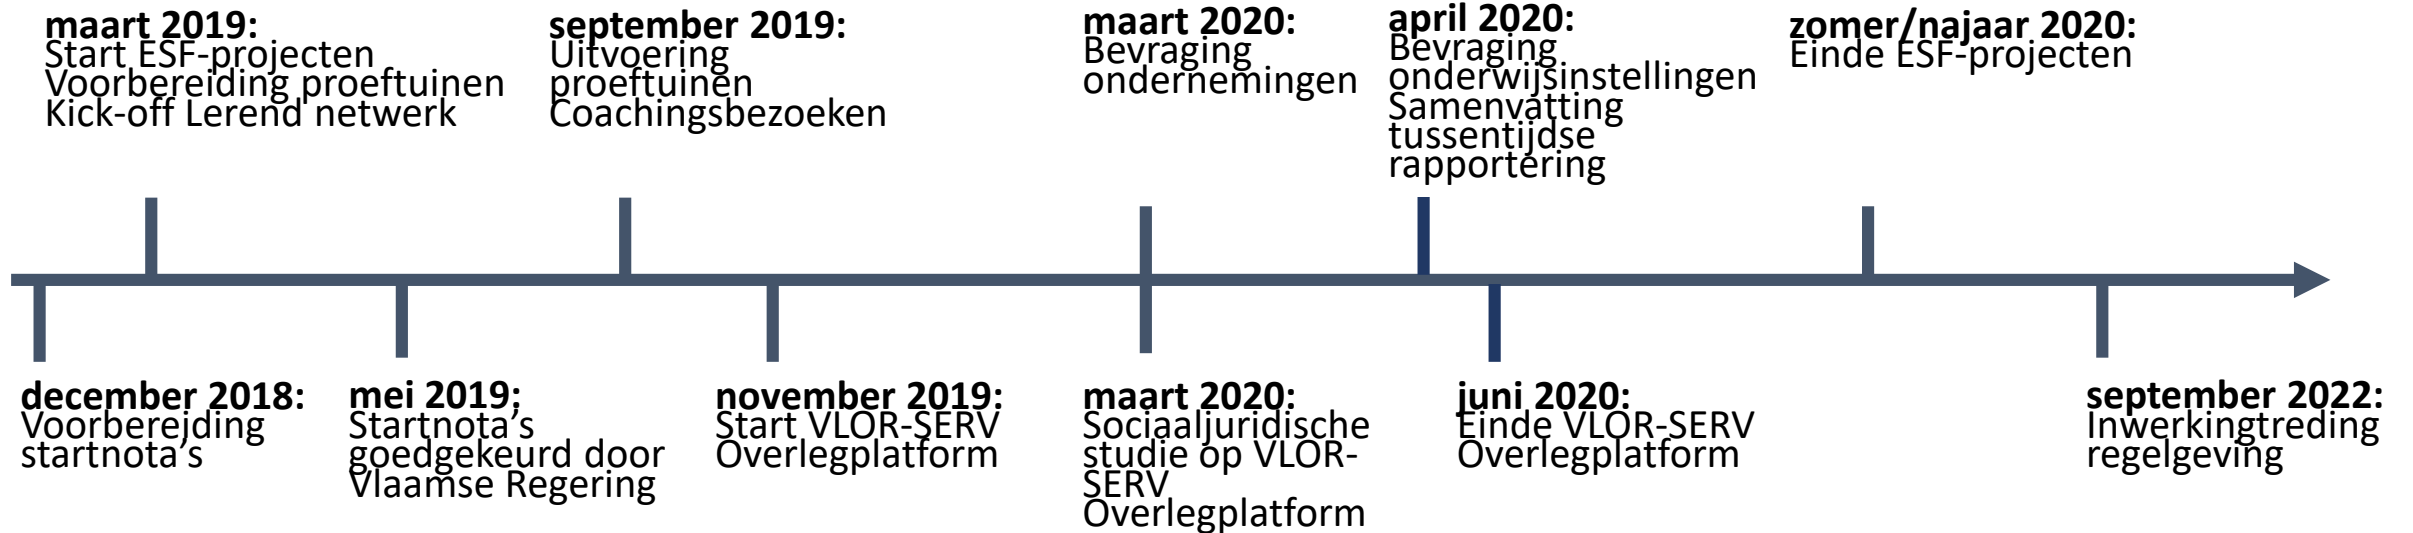 maart 2019:
Start ESF-projecten
Voorbereiding proeftuinen
Kick-off Lerend netwerk
september 2019:
Uitvoering
proeftuinen
Coachingsbezoeken
maart 2020:
Bevraging
ondernemingen
april 2020:
Bevraging
onderwijsinstellingen
Samenvatting
tussentijdse
rapportering
zomer/najaar 2020:
Einde ESF-projecten
december 2018:
Voorbereiding
startnota’s
mei 2019:
Startnota’s
goedgekeurd door
Vlaamse Regering
november 2019:
Start VLOR-SERV
Overlegplatform
maart 2020:
Sociaaljuridische
studie op VLOR-
SERV
Overlegplatform
juni 2020:
Einde VLOR-SERV
Overlegplatform
september 2022:
Inwerkingtreding
regelgeving